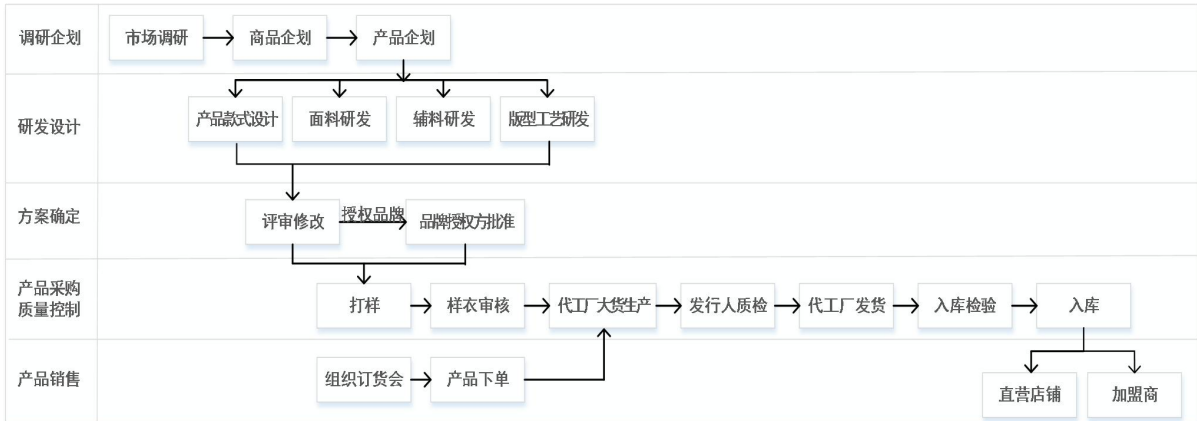 调研企划
市场调研
商品企划
产品企划
研发设计
产品款式设计
面料研发
辅料研发
版型工艺研发
方案确定
评审修改
授权品牌
品牌授权方批准
产品采购
质量控制
打样
样衣审核
代工厂大货生产
发行人质检
代工厂发货
入库检验
入库
产品销售
组织订货会
产品下单
直营店铺
加盟商